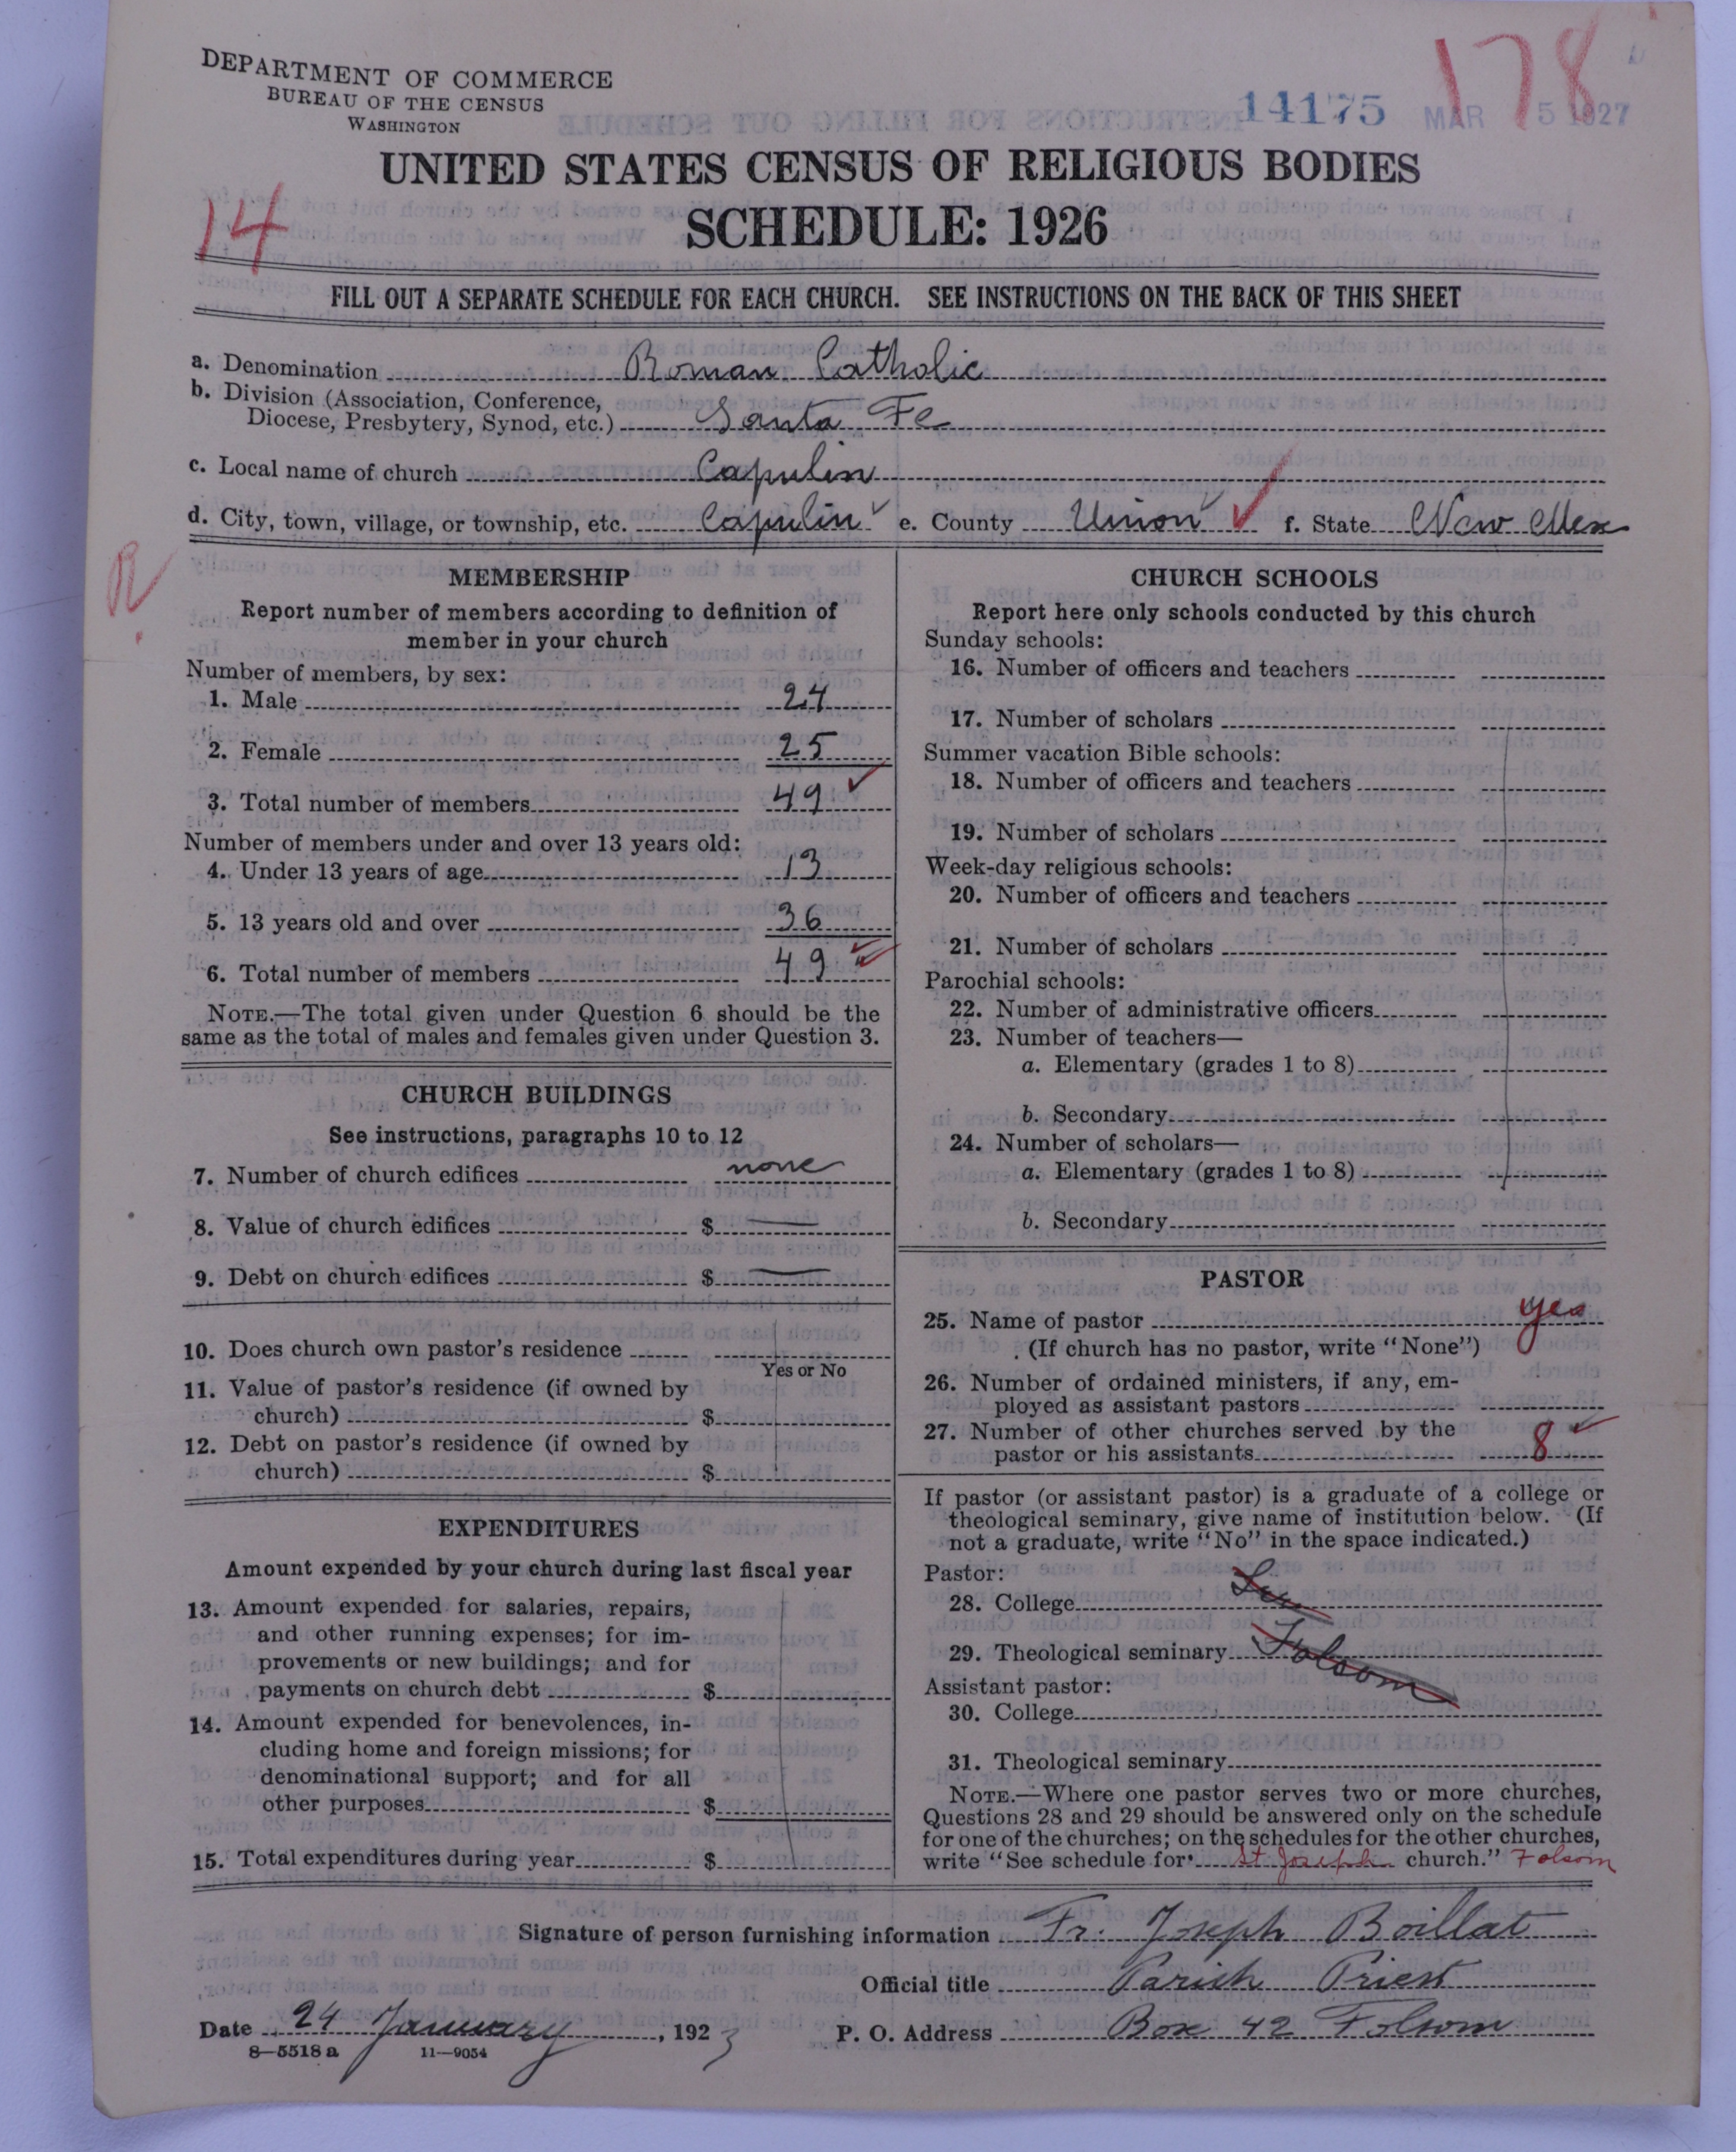 DEPARTMENT OF COMMERCE
BUREAU OF THE CENSUS
WASHINGTON
14175 MAR 5 1927
178
UNITED STATES CENSUS OF RELIGIOUS BODIES
14
SCHEDULE: 1926
FILL OUT A SEPARATE SCHEDULE FOR EACH CHURCH. SEE INSTRUCTIONS ON THE BACK OF THIS SHEET
a. Denomination Roman Catholic
b. Division (Association, Conference,
Diocese, Presbytery, Synod, etc.) Santa Fe
c. Local name of church Capulin
d. City, town, village, or township, etc. Capulin e. County Union f. State New Mex
R
MEMBERSHIP
Report number of members according to definition of
member in your church
Number of members, by sex:
1. Male 24
2. Female 25
3. Total number of members 49
Number of members under and over 13 years old:
4. Under 13 years of age 13
5. 13 years old and over 36
6. Total number of members 49
NOTE.—The total given under Question 6 should be the
same as the total of males and females given under Question 3.
CHURCH BUILDINGS
See instructions, paragraphs 10 to 12
7. Number of church edifices none
8. Value of church edifices $ —
9. Debt on church edifices $ —
10. Does church own pastor's residence
Yes or No
11. Value of pastor's residence (if owned by
church) $
12. Debt on pastor's residence (if owned by
church) $
EXPENDITURES
Amount expended by your church during last fiscal year
13. Amount expended for salaries, repairs,
and other running expenses; for im-
provements or new buildings; and for
payments on church debt $
14. Amount expended for benevolences, in-
cluding home and foreign missions; for
denominational support; and for all
other purposes $
15. Total expenditures during year $
CHURCH SCHOOLS
Report here only schools conducted by this church
Sunday schools:
16. Number of officers and teachers
17. Number of scholars
Summer vacation Bible schools:
18. Number of officers and teachers
19. Number of scholars
Week-day religious schools:
20. Number of officers and teachers
21. Number of scholars
Parochial schools:
22. Number of administrative officers
23. Number of teachers—
a. Elementary (grades 1 to 8)
b. Secondary
24. Number of scholars—
a. Elementary (grades 1 to 8)
b. Secondary
PASTOR
25. Name of pastor yes
(If church has no pastor, write "None")
26. Number of ordained ministers, if any, em-
ployed as assistant pastors
27. Number of other churches served by the
pastor or his assistants 8
If pastor (or assistant pastor) is a graduate of a college or
theological seminary, give name of institution below. (If
not a graduate, write "No" in the space indicated.)
Pastor:
28. College
29. Theological seminary Folsom
Assistant pastor:
30. College
31. Theological seminary
NOTE.—Where one pastor serves two or more churches,
Questions 28 and 29 should be answered only on the schedule
for one of the churches; on the schedules for the other churches,
write "See schedule for St Joseph church." Folsom
Signature of person furnishing information Fr. Joseph Boillat
Official title Parish Priest
Date 24 January, 1923 P. O. Address Box 42 Folsom
8—5518 a 11—9054